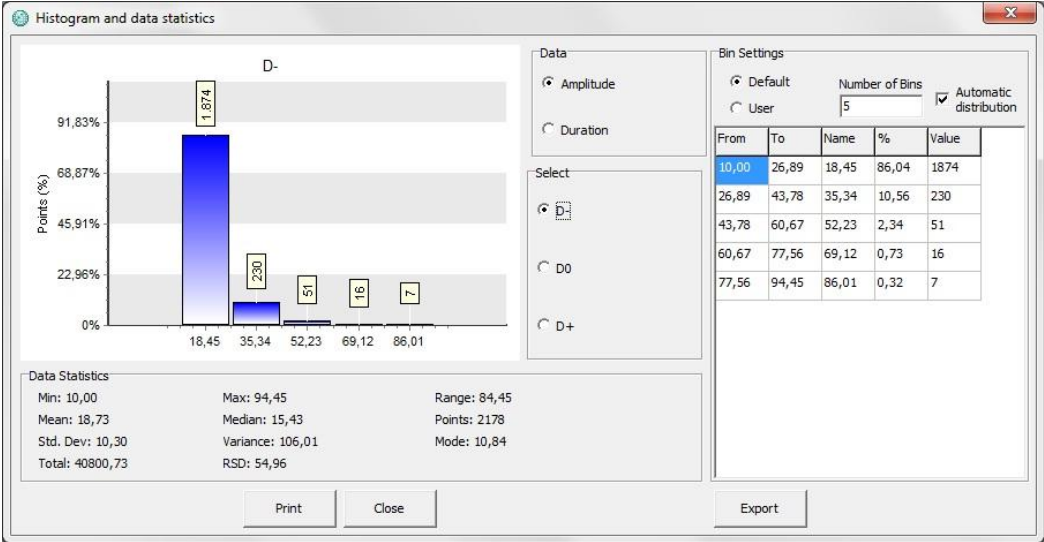 Histogram and data statistics
x
D-
Points (%)
91,83%
68,87%
45,91%
22,96%
0%
1.874
230
51
16
7
18,45 35,34 52,23 69,12 86,01
Data
Amplitude
Duration
Select
D-
D0
D+
Bin Settings
Default
User
Number of Bins
5
Automatic
distribution
From To Name % Value
10,00 26,89 18,45 86,04 1874
26,89 43,78 35,34 10,56 230
43,78 60,67 52,23 2,34 51
60,67 77,56 69,12 0,73 16
77,56 94,45 86,01 0,32 7
Data Statistics
Min: 10,00 Max: 94,45 Range: 84,45
Mean: 18,73 Median: 15,43 Points: 2178
Std. Dev: 10,30 Variance: 106,01 Mode: 10,84
Total: 40800,73 RSD: 54,96
Print Close Export